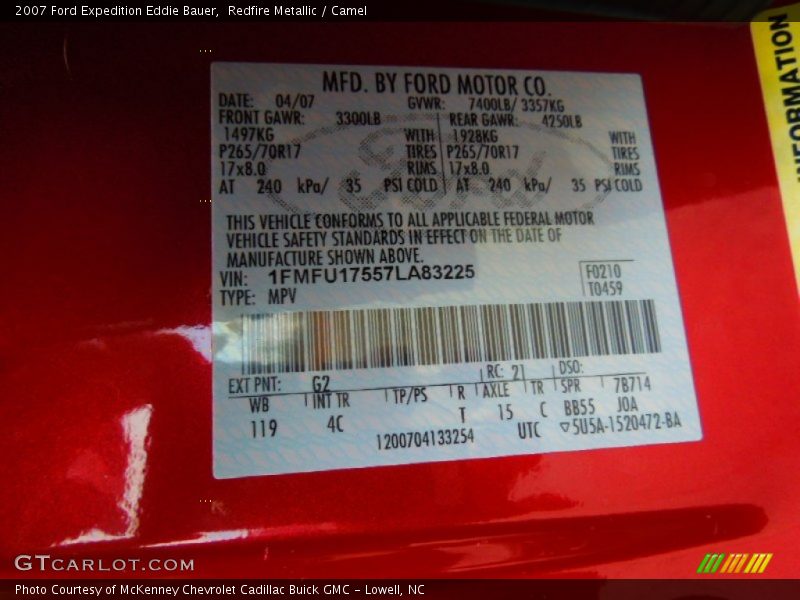 2007 Ford Expedition Eddie Bauer,  Redfire Metallic / Camel
MFD. BY FORD MOTOR CO.
DATE: 04/07 GVWR: 7400LB/ 3357KG
FRONT GAWR: 3300LB REAR GAWR: 4250LB
1497KG WITH 1928KG WITH
P265/70R17 TIRES P265/70R17 TIRES
17x8.0 RIMS 17x8.0 RIMS
AT 240 kPa/ 35 PSI COLD AT 240 kPa/ 35 PSI COLD
Ford
THIS VEHICLE CONFORMS TO ALL APPLICABLE FEDERAL MOTOR
VEHICLE SAFETY STANDARDS IN EFFECT ON THE DATE OF
MANUFACTURE SHOWN ABOVE.
VIN: 1FMFU17557LA83225 F0210
TYPE: MPV T0459
EXT PNT: G2 RC: 21 DSO:
WB INT TR TP/PS R AXLE TR SPR 7B714
119 4C T 15 C BB55 JOA
1200704133254 UTC ▽5U5A-1520472-BA
INFORMATION
GTCARLOT.COM
Photo Courtesy of McKenney Chevrolet Cadillac Buick GMC - Lowell, NC